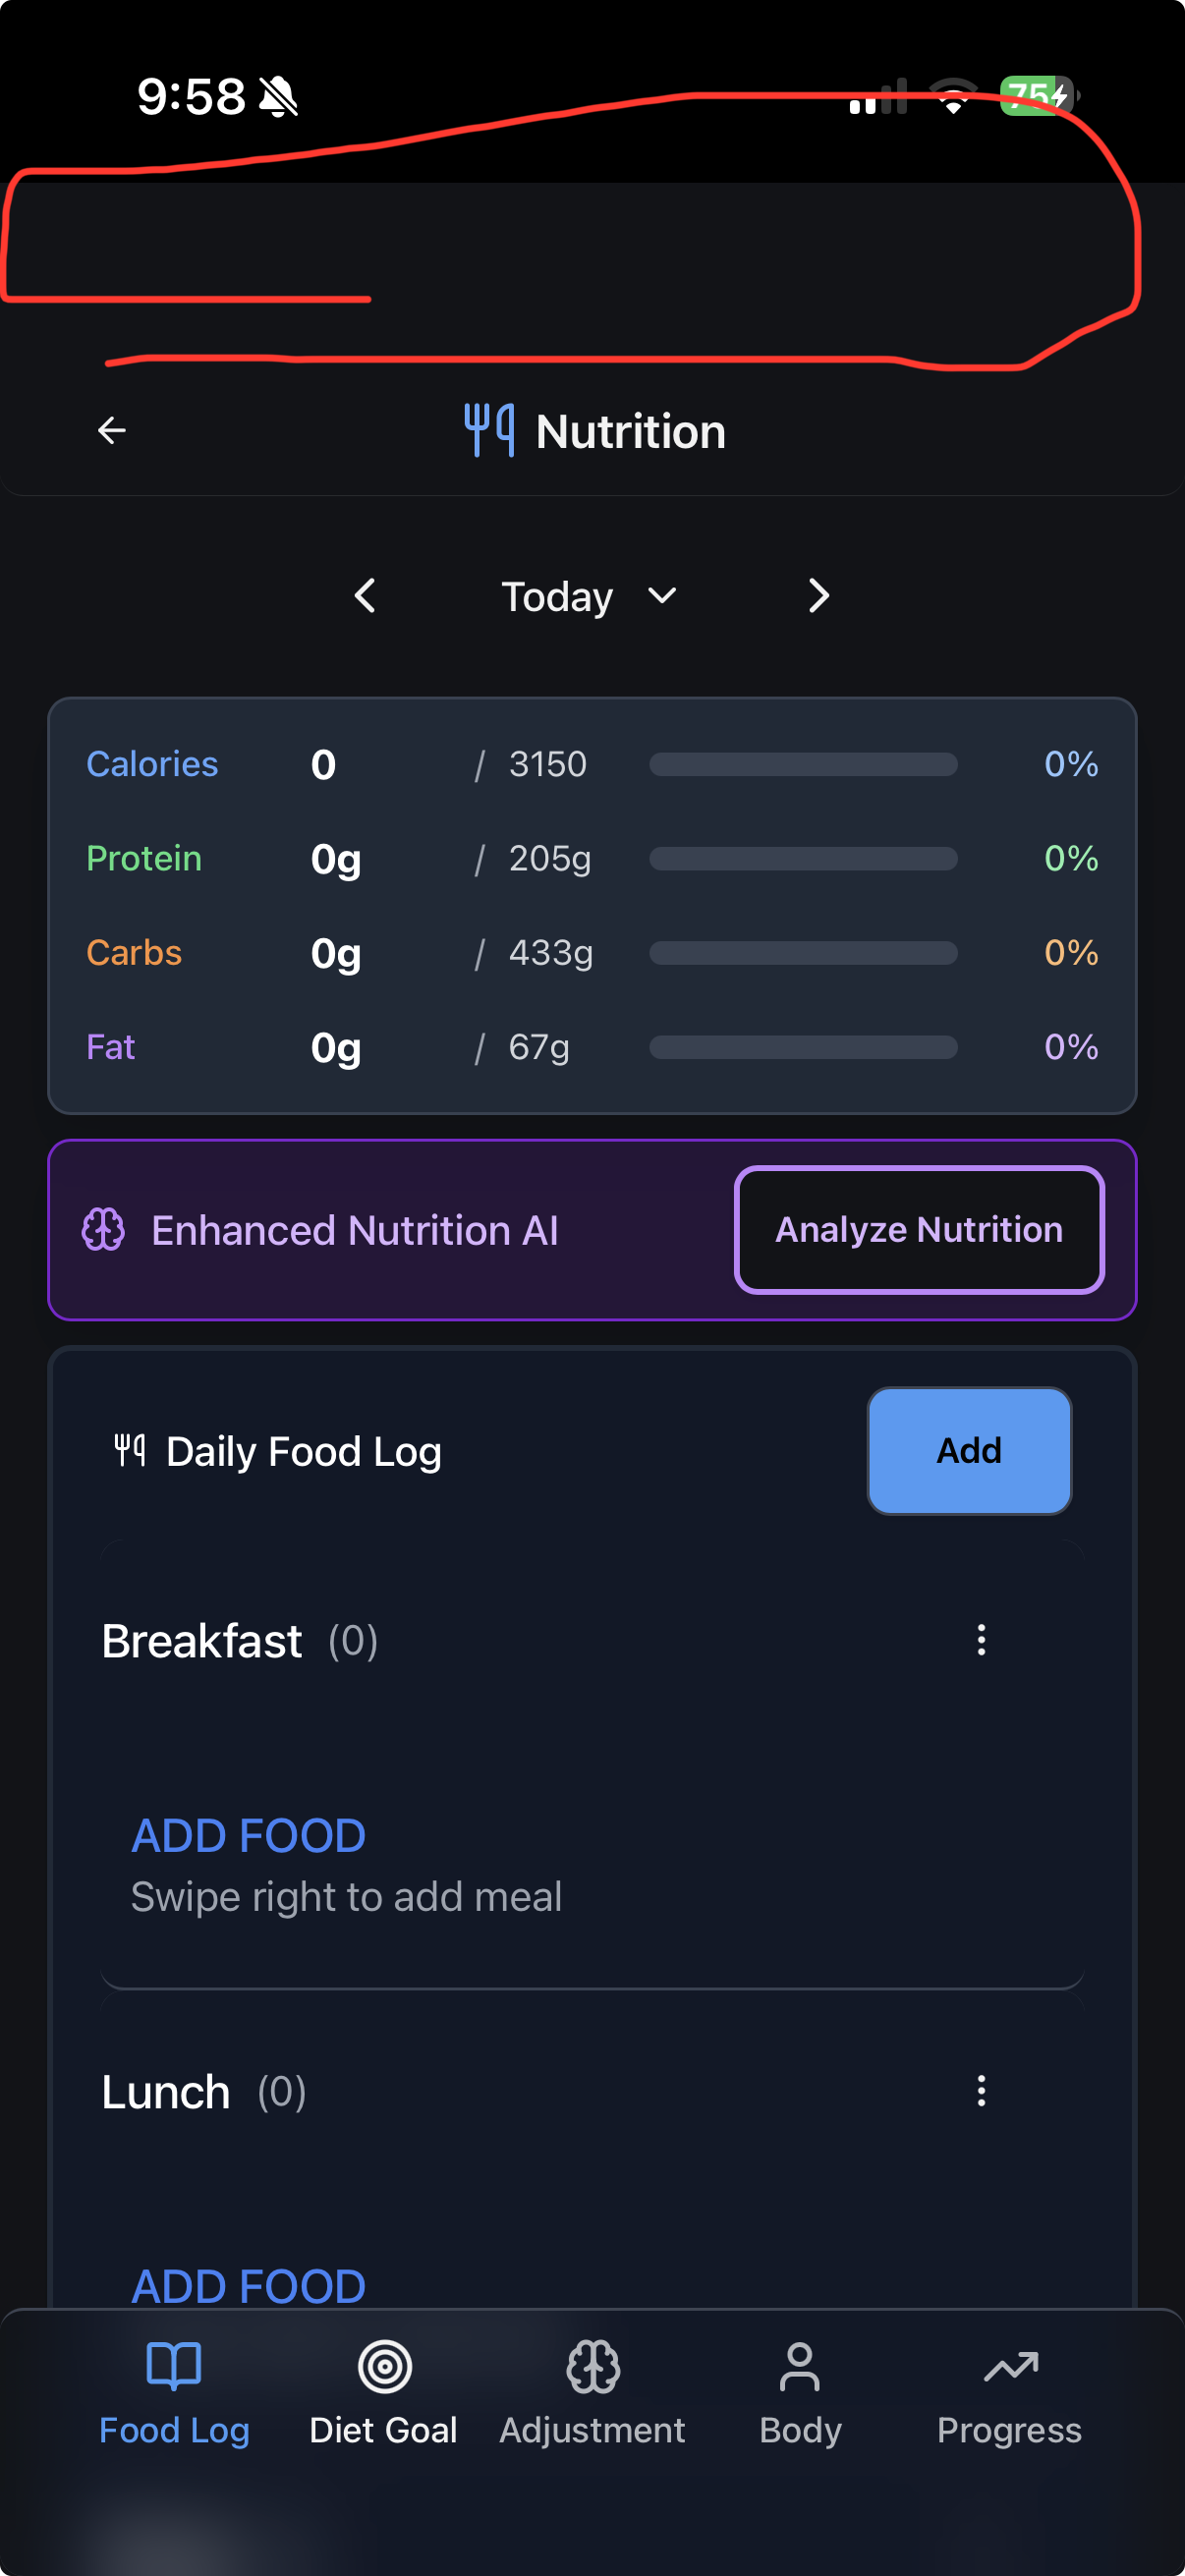 9:58
75
Nutrition
Today
Calories 0 / 3150 0%
Protein 0g / 205g 0%
Carbs 0g / 433g 0%
Fat 0g / 67g 0%
Enhanced Nutrition AI Analyze Nutrition
Daily Food Log Add
Breakfast (0)
ADD FOOD
Swipe right to add meal
Lunch (0)
ADD FOOD
Food Log Diet Goal Adjustment Body Progress